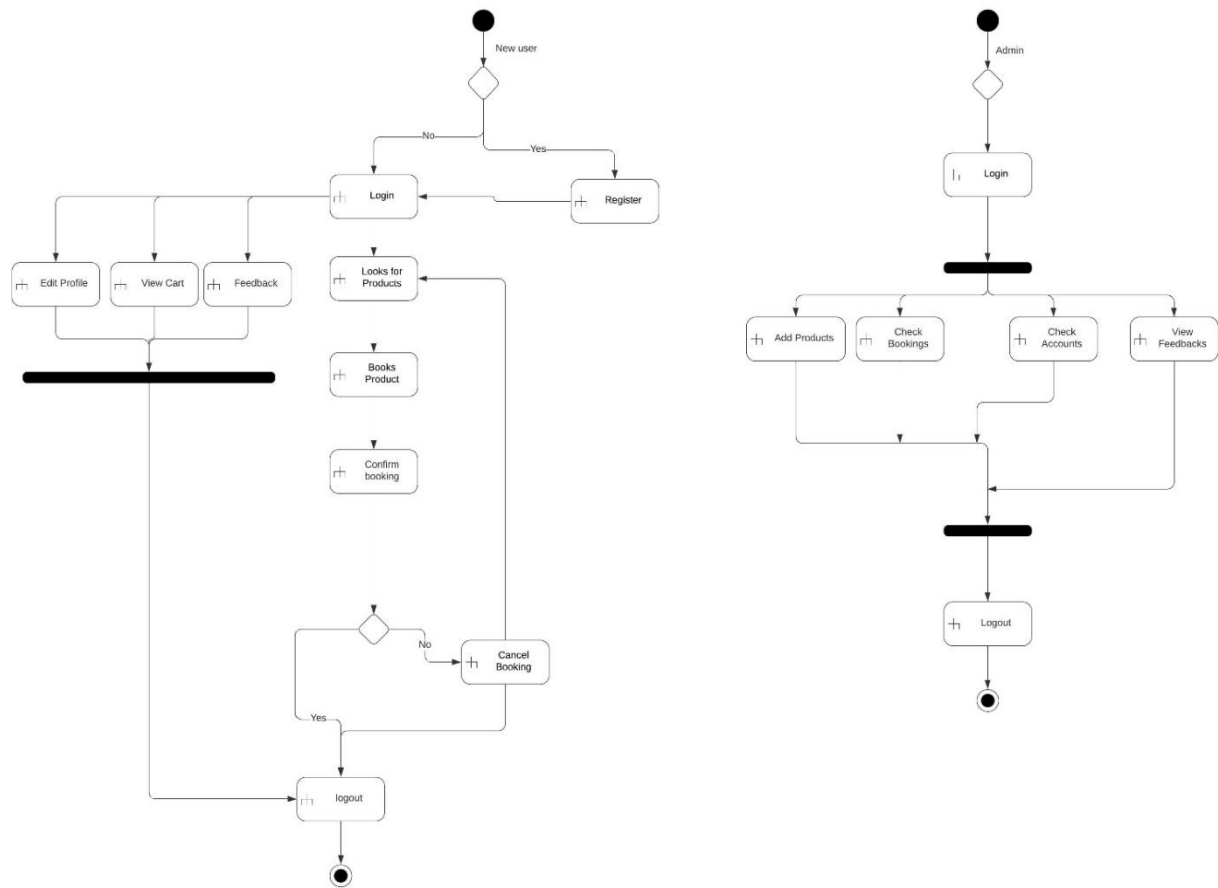 New user
No
Yes
Login
Register
Edit Profile
View Cart
Feedback
Looks for
Products
Books
Product
Confirm
booking
No
Cancel
Booking
Yes
logout
Admin
Login
Add Products
Check
Bookings
Check
Accounts
View
Feedbacks
Logout